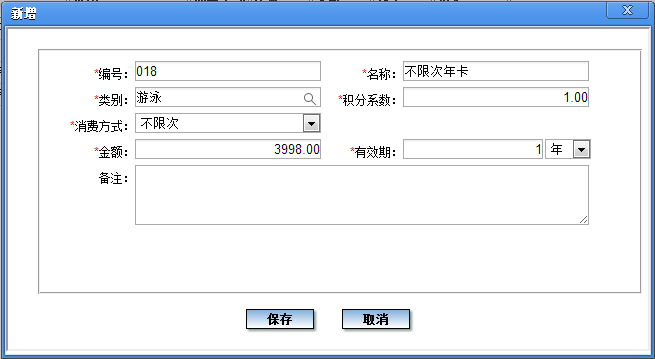 新增
*编号: 018 *名称: 不限次年卡
*类别: 游泳 *积分系数: 1.00
*消费方式: 不限次
*金额: 3998.00 *有效期: 1 年
备注:
保存 取消